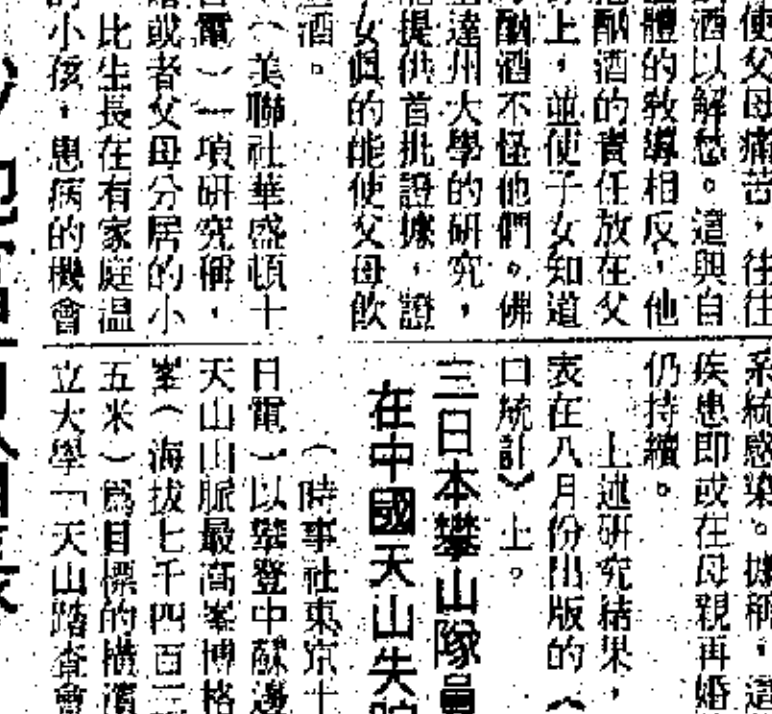 使父母痛苦，往往
酒以解愁。這與自
體的教導相反，他
酗酒的責任放在父
上，並使子女知道
酗酒不怪他們。佛
達州大學的研究，
提供首批證據，證
女眞的能使父母飲
酒。
（美聯社華盛頓十
電）一項研究稱，
或者父母分居的小
比生長在有家庭温
小孩，患病的機會
系統感染。據稱，這
疾患即或在母親再婚
仍持續。
上述研究結果，
表在八月份出版的《
口統計》上。
三日本攀山隊員
在中國天山失
（時事社東京十
日電）以攀登中蘇邊
天山山脈最高峯博格
峯（海拔七千四百三
五米）爲目標的橫濱
立大學「天山踏查會